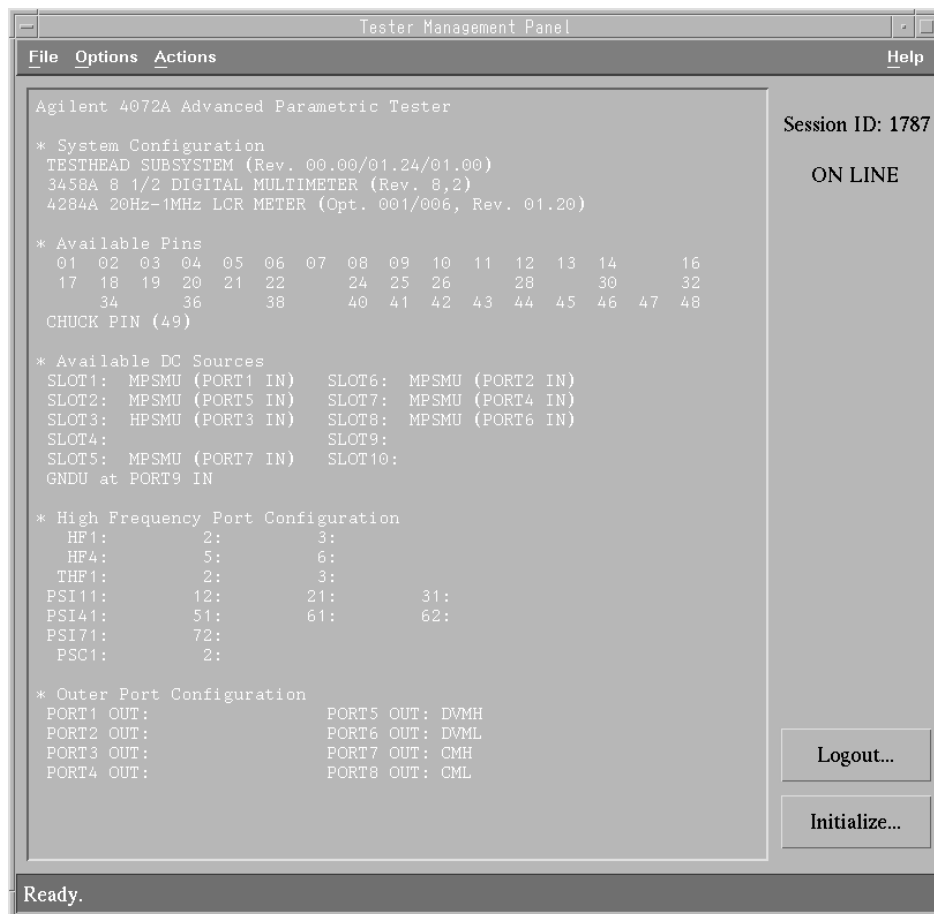 Tester Management Panel
File Options Actions Help
Agilent 4072A Advanced Parametric Tester
* System Configuration
TESTHEAD SUBSYSTEM (Rev. 00.00/01.24/01.00)
3458A 8 1/2 DIGITAL MULTIMETER (Rev. 8,2)
4284A 20Hz-1MHz LCR METER (Opt. 001/006, Rev. 01.20)
* Available Pins
01 02 03 04 05 06 07 08 09 10 11 12 13 14 16
17 18 19 20 21 22 24 25 26 28 30 32
34 36 38 40 41 42 43 44 45 46 47 48
CHUCK PIN (49)
* Available DC Sources
SLOT1: MPSMU (PORT1 IN) SLOT6: MPSMU (PORT2 IN)
SLOT2: MPSMU (PORT5 IN) SLOT7: MPSMU (PORT4 IN)
SLOT3: HPSMU (PORT3 IN) SLOT8: MPSMU (PORT6 IN)
SLOT4: SLOT9:
SLOT5: MPSMU (PORT7 IN) SLOT10:
GNDU at PORT9 IN
* High Frequency Port Configuration
HF1: 2: 3:
HF4: 5: 6:
THF1: 2: 3:
PSI11: 12: 21: 31:
PSI41: 51: 61: 62:
PSI71: 72:
PSC1: 2:
* Outer Port Configuration
PORT1 OUT: PORT5 OUT: DVMH
PORT2 OUT: PORT6 OUT: DVML
PORT3 OUT: PORT7 OUT: CMH
PORT4 OUT: PORT8 OUT: CML
Session ID: 1787
ON LINE
Logout...
Initialize...
Ready.